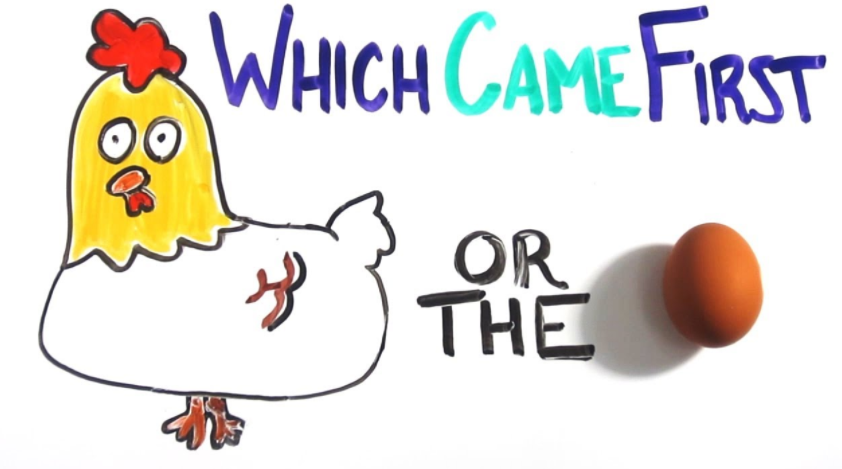 WHICH CAME FIRST
OR
THE